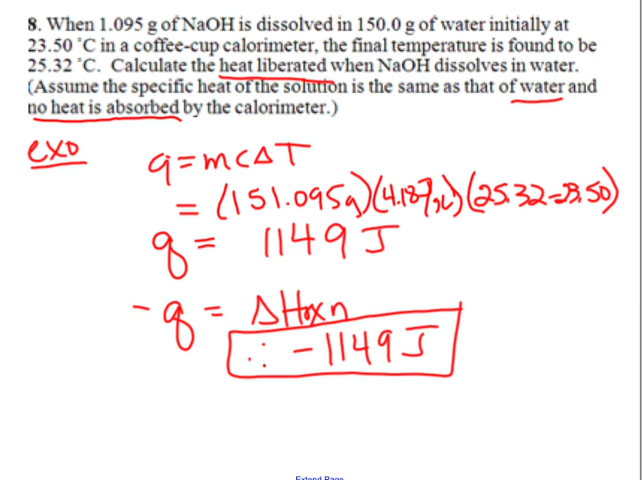 8. When 1.095 g of NaOH is dissolved in 150.0 g of water initially at
23.50 ˚C in a coffee-cup calorimeter, the final temperature is found to be
25.32 ˚C. Calculate the heat liberated when NaOH dissolves in water.
(Assume the specific heat of the solution is the same as that of water and
no heat is absorbed by the calorimeter.)
exo
q = mcΔT
= (151.095g) (25.32-23.50)
q = 1149 J
-q = ΔHrxn
∴ -1149 J
Extend Page